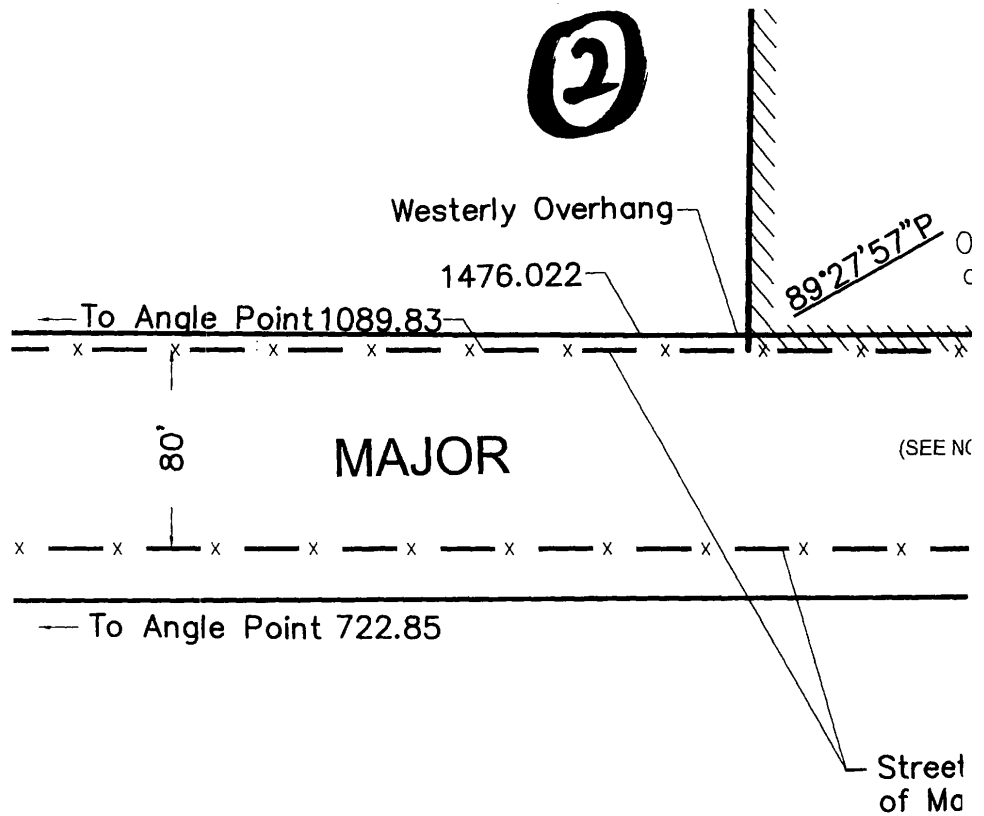 2
Westerly Overhang
1476.022
89°27'57"P
To Angle Point 1089.83
80'
MAJOR
(SEE
To Angle Point 722.85
Street
of